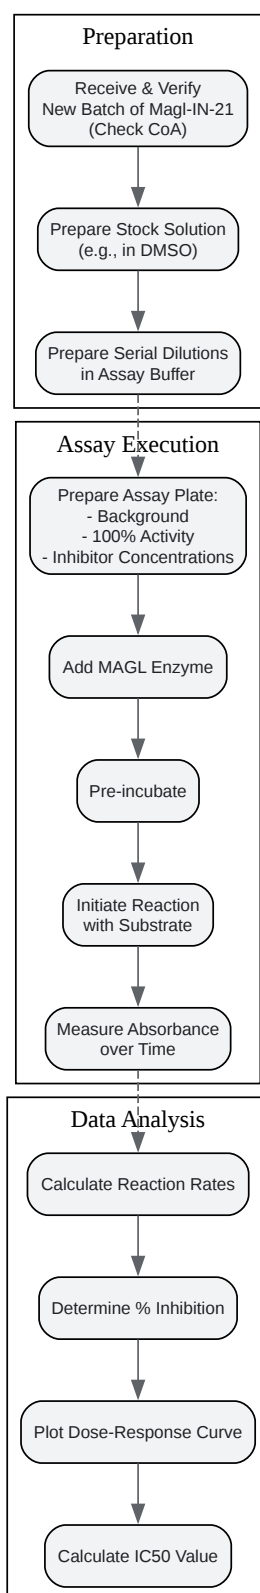 Preparation
Receive & Verify
New Batch of Magl-IN-21
(Check CoA)
Prepare Stock Solution
(e.g., in DMSO)
Prepare Serial Dilutions
in Assay Buffer
Assay Execution
Prepare Assay Plate:
- Background
- 100% Activity
- Inhibitor Concentrations
Add MAGL Enzyme
Pre-incubate
Initiate Reaction
with Substrate
Measure Absorbance
over Time
Data Analysis
Calculate Reaction Rates
Determine % Inhibition
Plot Dose-Response Curve
Calculate IC50 Value